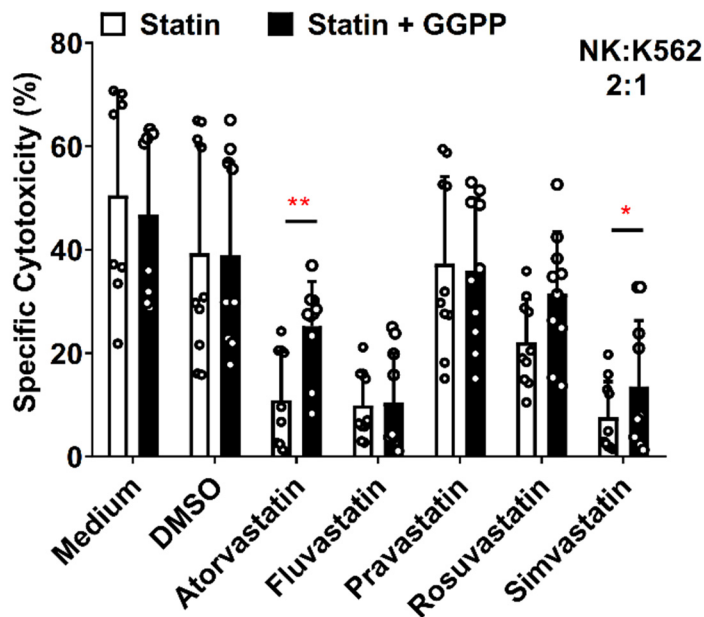 Statin Statin + GGPP
NK:K562
2:1
Specific Cytotoxicity (%)
80
60
40
20
0
**
*
Medium
DMSO
Atorvastatin
Fluvastatin
Pravastatin
Rosuvastatin
Simvastatin